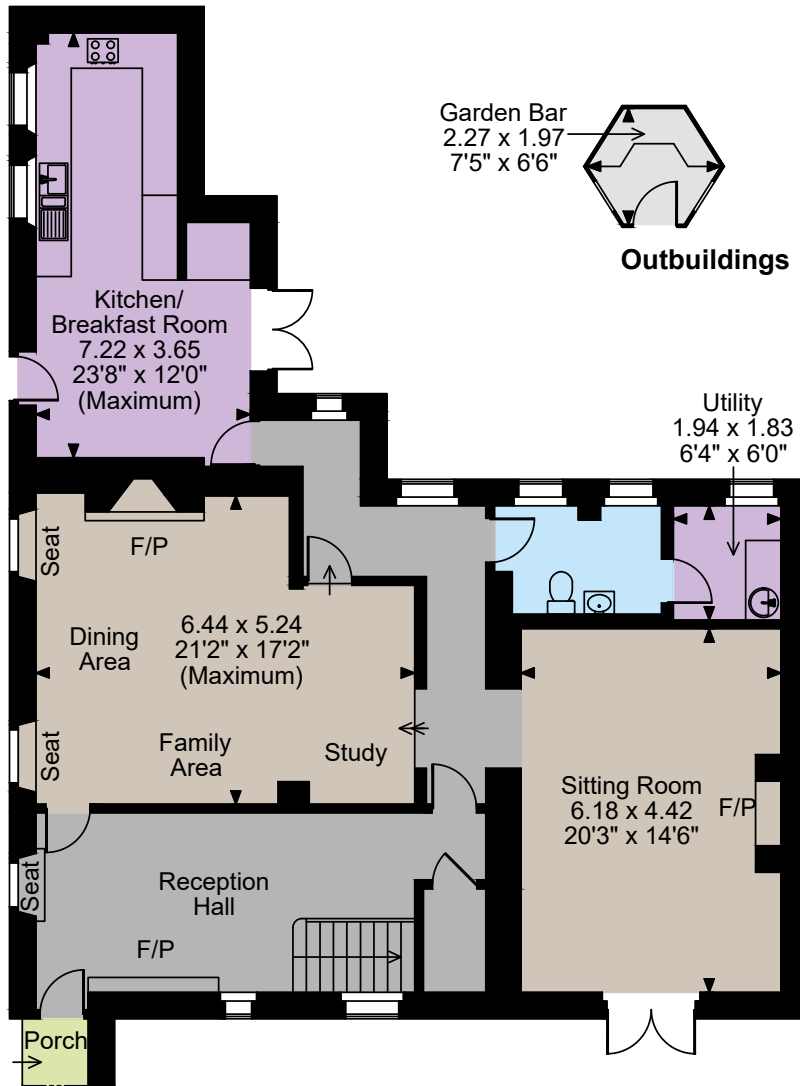 Garden Bar
2.27 x 1.97
7'5" x 6'6"
Outbuildings
Kitchen/
Breakfast Room
7.22 x 3.65
23'8" x 12'0"
(Maximum)
Utility
1.94 x 1.83
6'4" x 6'0"
Seat
F/P
Dining
Area
6.44 x 5.24
21'2" x 17'2"
(Maximum)
Seat
Family
Area
Study
Sitting Room
6.18 x 4.42
20'3" x 14'6"
F/P
Seat
Reception
Hall
F/P
Porch